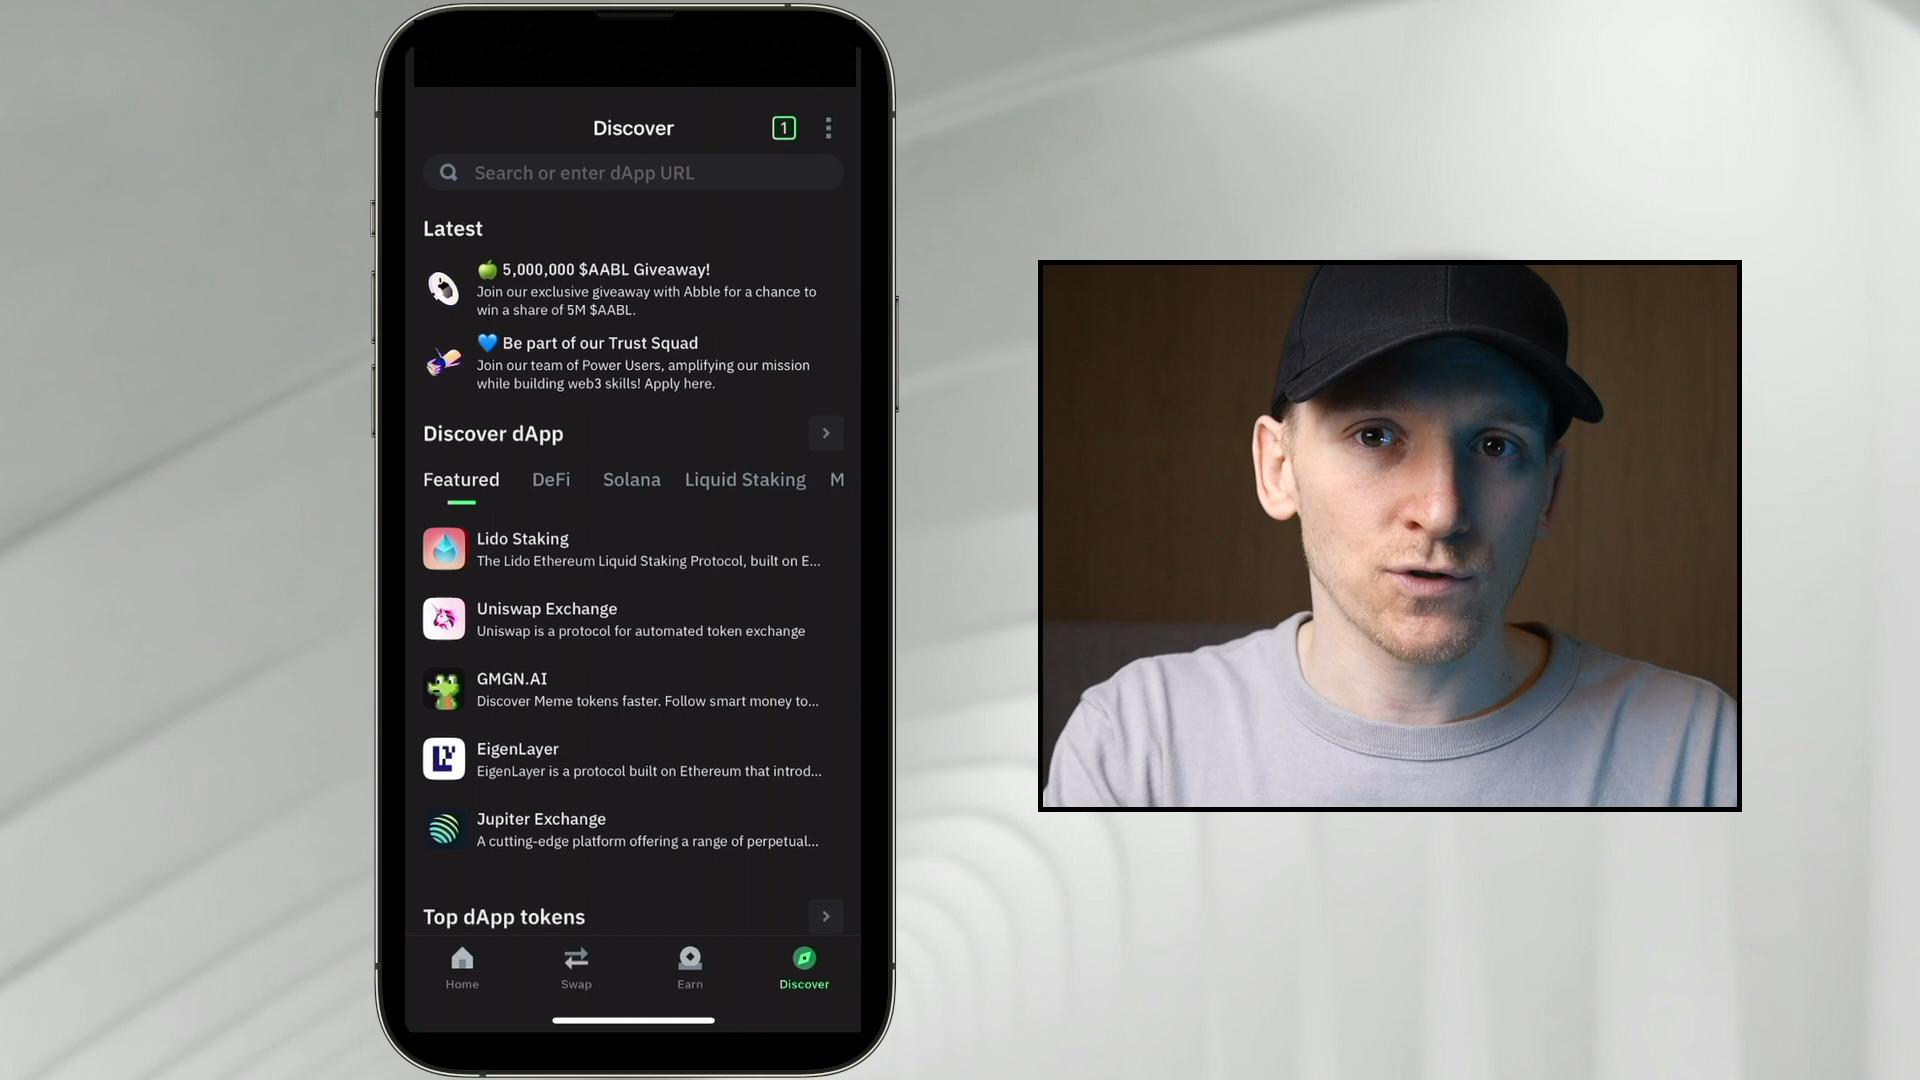 Discover
1
Search or enter dApp URL
Latest
🍏 5,000,000 $AABL Giveaway!
Join our exclusive giveaway with Abble for a chance to
win a share of 5M $AABL.
💙 Be part of our Trust Squad
Join our team of Power Users, amplifying our mission
while building web3 skills! Apply here.
Discover dApp
Featured DeFi Solana Liquid Staking M
Lido Staking
The Lido Ethereum Liquid Staking Protocol, built on E...
Uniswap Exchange
Uniswap is a protocol for automated token exchange
GMGN.AI
Discover Meme tokens faster. Follow smart money to...
EigenLayer
EigenLayer is a protocol built on Ethereum that introd...
Jupiter Exchange
A cutting-edge platform offering a range of perpetual...
Top dApp tokens
Home Swap Earn Discover